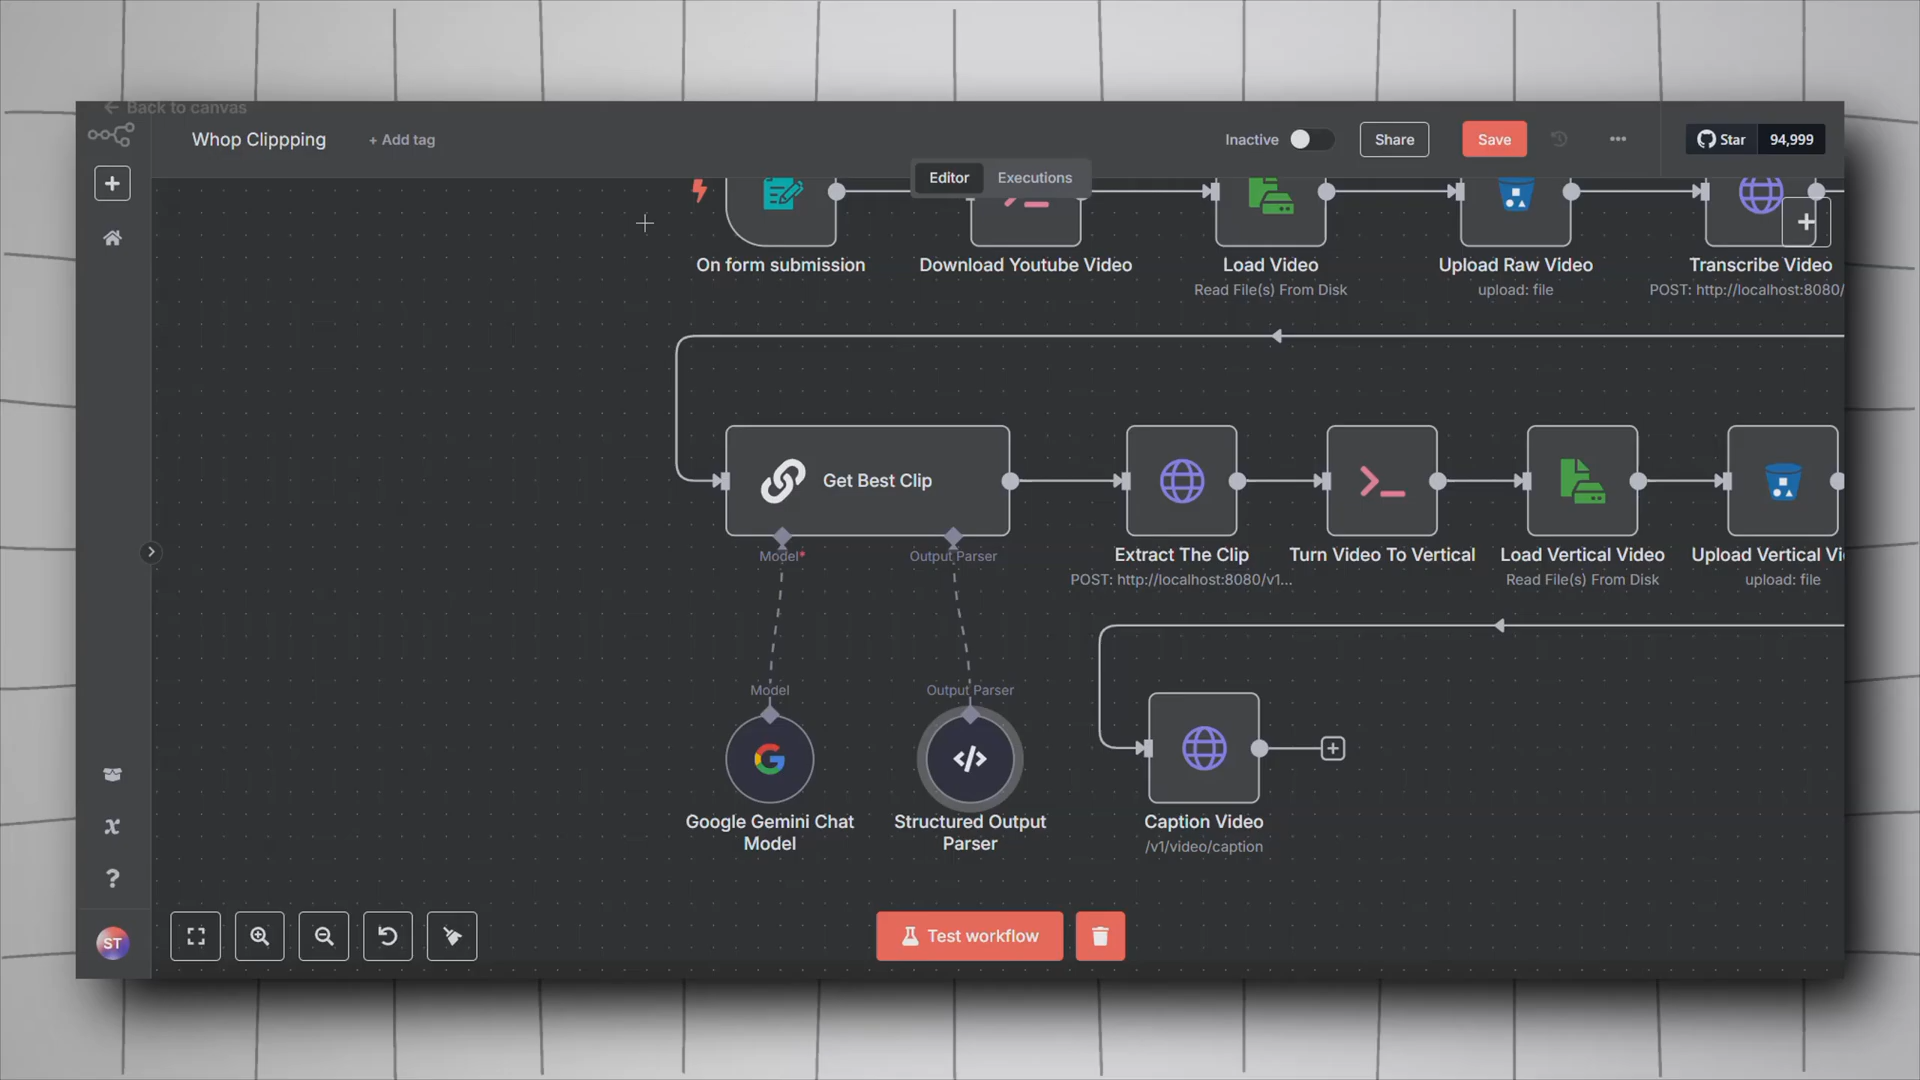 Back to canvas
Whop Clippping
+ Add tag
Inactive
Share
Save
Star
94,999
Editor
Executions
On form submission
Download Youtube Video
Load Video
Read File(s) From Disk
Upload Raw Video
upload: file
Transcribe Video
POST: http://localhost:8080/
Get Best Clip
Model*
Output Parser
Extract The Clip
POST: http://localhost:8080/v1...
Turn Video To Vertical
Load Vertical Video
Read File(s) From Disk
Upload Vertical Vi
upload: file
Model
Output Parser
Google Gemini Chat
Model
Structured Output
Parser
Caption Video
/v1/video/caption
ST
Test workflow